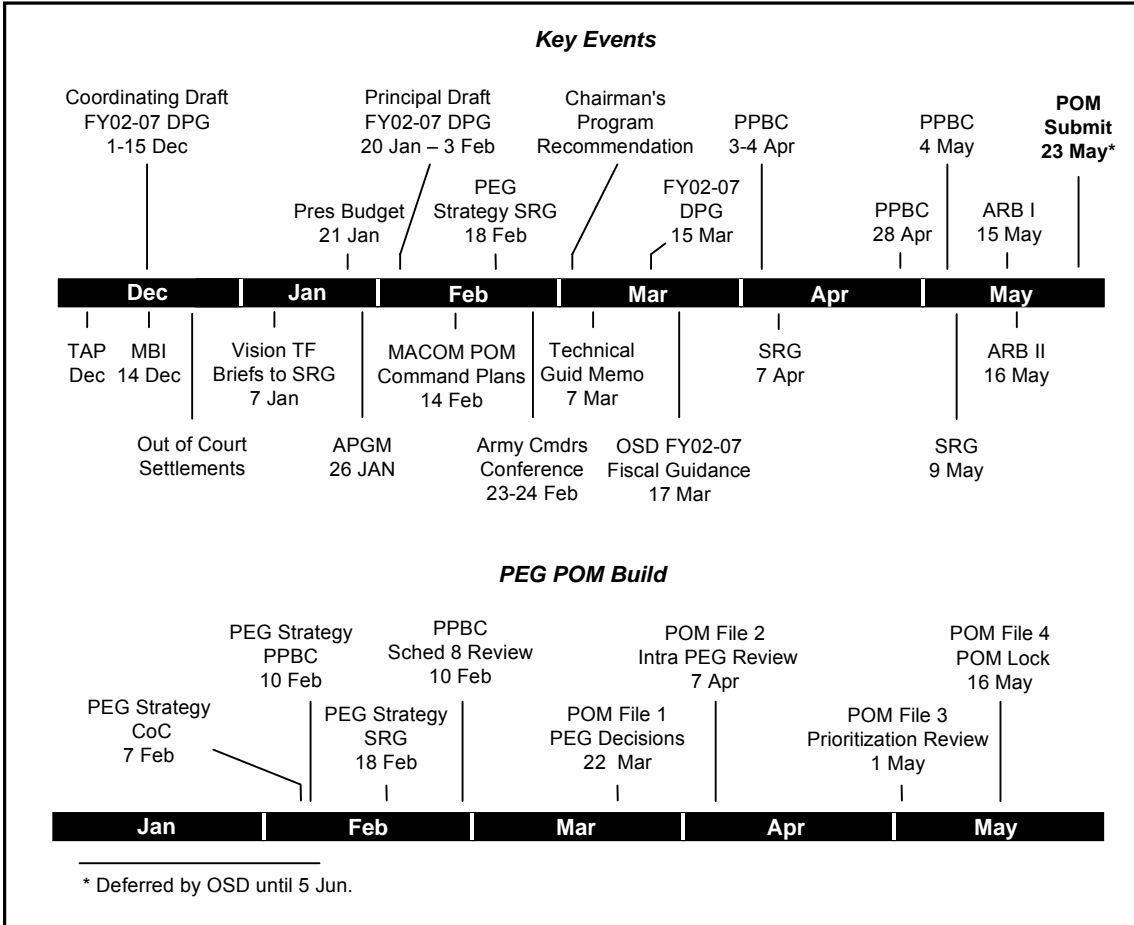 Key Events
Coordinating Draft
FY02-07 DPG
1-15 Dec
Pres Budget
21 Jan
Principal Draft
FY02-07 DPG
20 Jan – 3 Feb
PEG
Strategy SRG
18 Feb
Chairman's
Program
Recommendation
FY02-07
DPG
15 Mar
PPBC
3-4 Apr
PPBC
28 Apr
PPBC
4 May
ARB I
15 May
POM
Submit
23 May*
Dec
Jan
Feb
Mar
Apr
May
TAP
Dec
MBI
14 Dec
Out of Court
Settlements
Vision TF
Briefs to SRG
7 Jan
APGM
26 JAN
MACOM POM
Command Plans
14 Feb
Army Cmdrs
Conference
23-24 Feb
Technical
Guid Memo
7 Mar
OSD FY02-07
Fiscal Guidance
17 Mar
SRG
7 Apr
SRG
9 May
ARB II
16 May
PEG POM Build
PEG Strategy
CoC
7 Feb
PEG Strategy
PPBC
10 Feb
PEG Strategy
SRG
18 Feb
PPBC
Sched 8 Review
10 Feb
POM File 1
PEG Decisions
22 Mar
POM File 2
Intra PEG Review
7 Apr
POM File 3
Prioritization Review
1 May
POM File 4
POM Lock
16 May
Jan
Feb
Mar
Apr
May
* Deferred by OSD until 5 Jun.